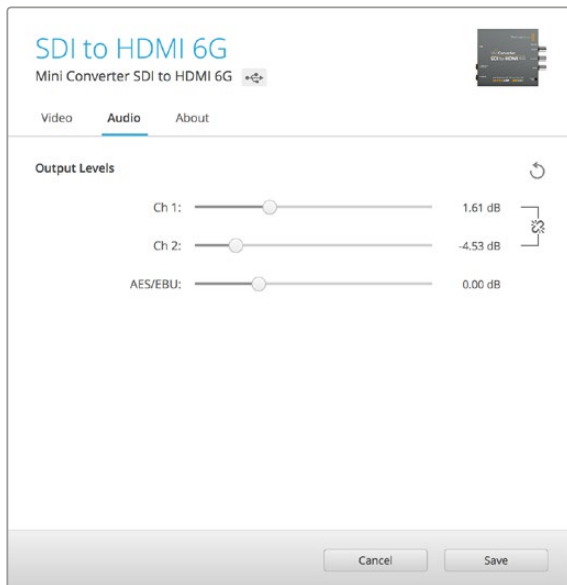 SDI to HDMI 6G
Mini Converter SDI to HDMI 6G
Video Audio About
Output Levels
Ch 1: 1.61 dB
Ch 2: -4.53 dB
AES/EBU: 0.00 dB
Cancel Save